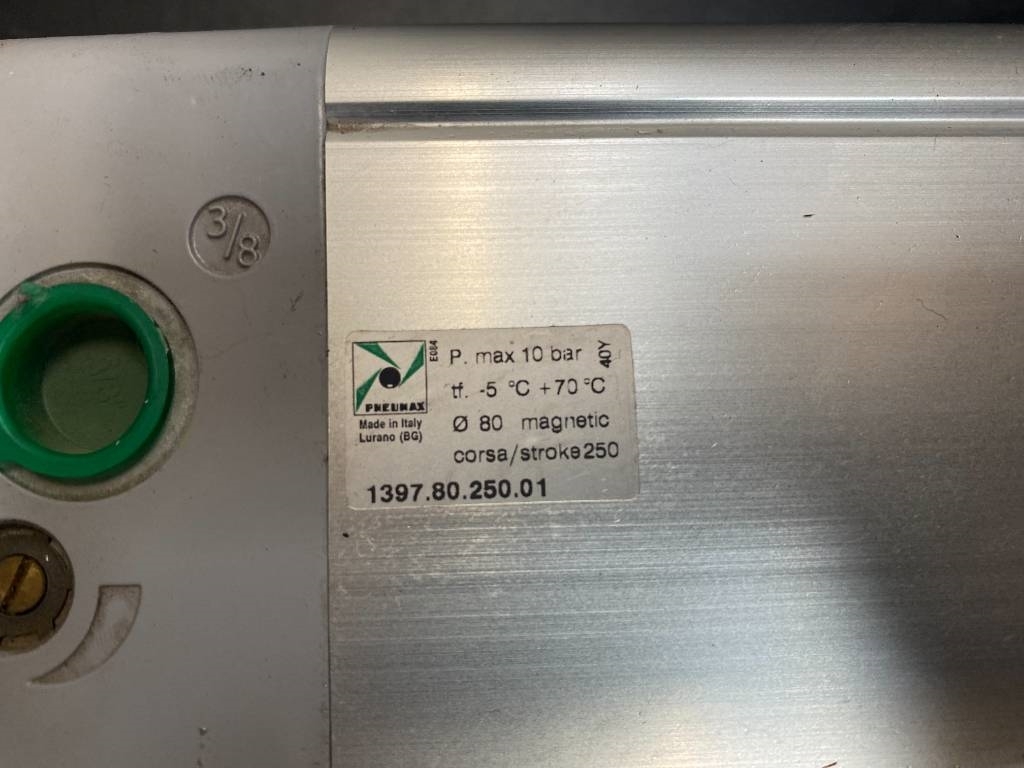 3/8
P. max 10 bar
40Y
E084
tf. -5 °C +70 °C
PNEUMAX
Made in Italy
Lurano (BG)
Ø 80 magnetic
corsa/stroke 250
1397.80.250.01